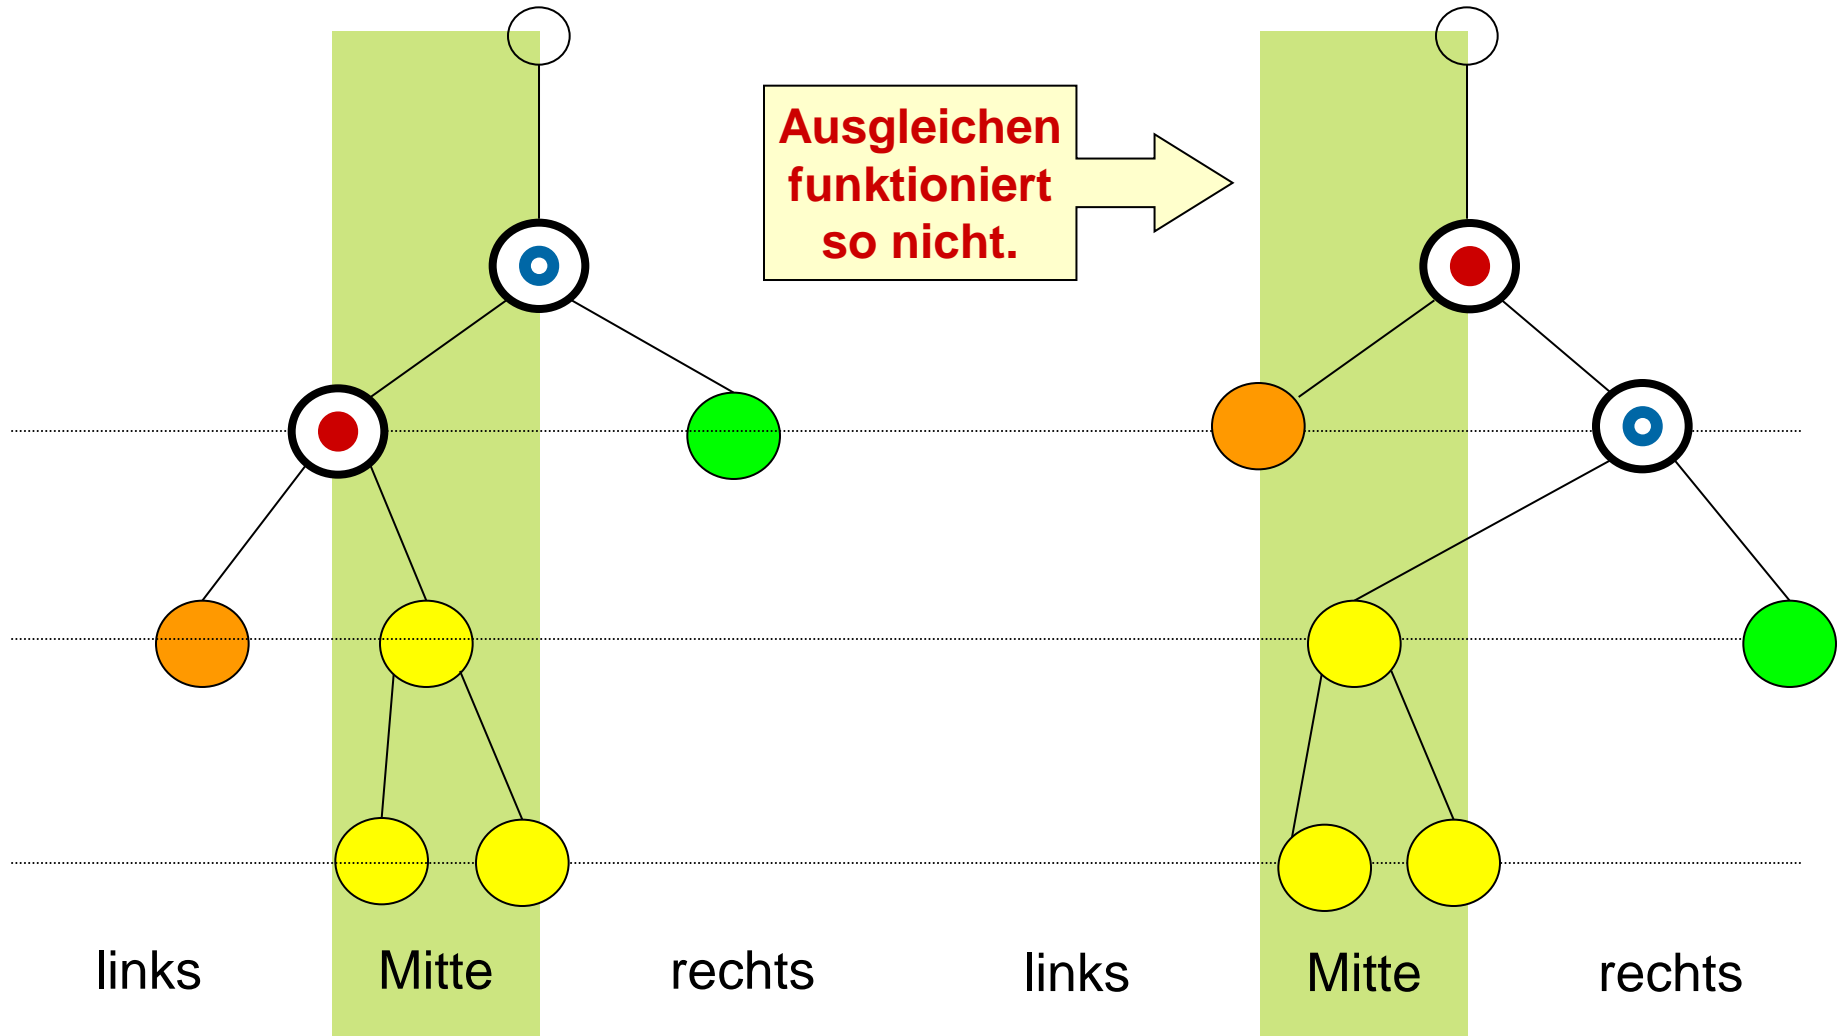 Ausgleichen
funktioniert
so nicht.
links Mitte rechts links Mitte rechts